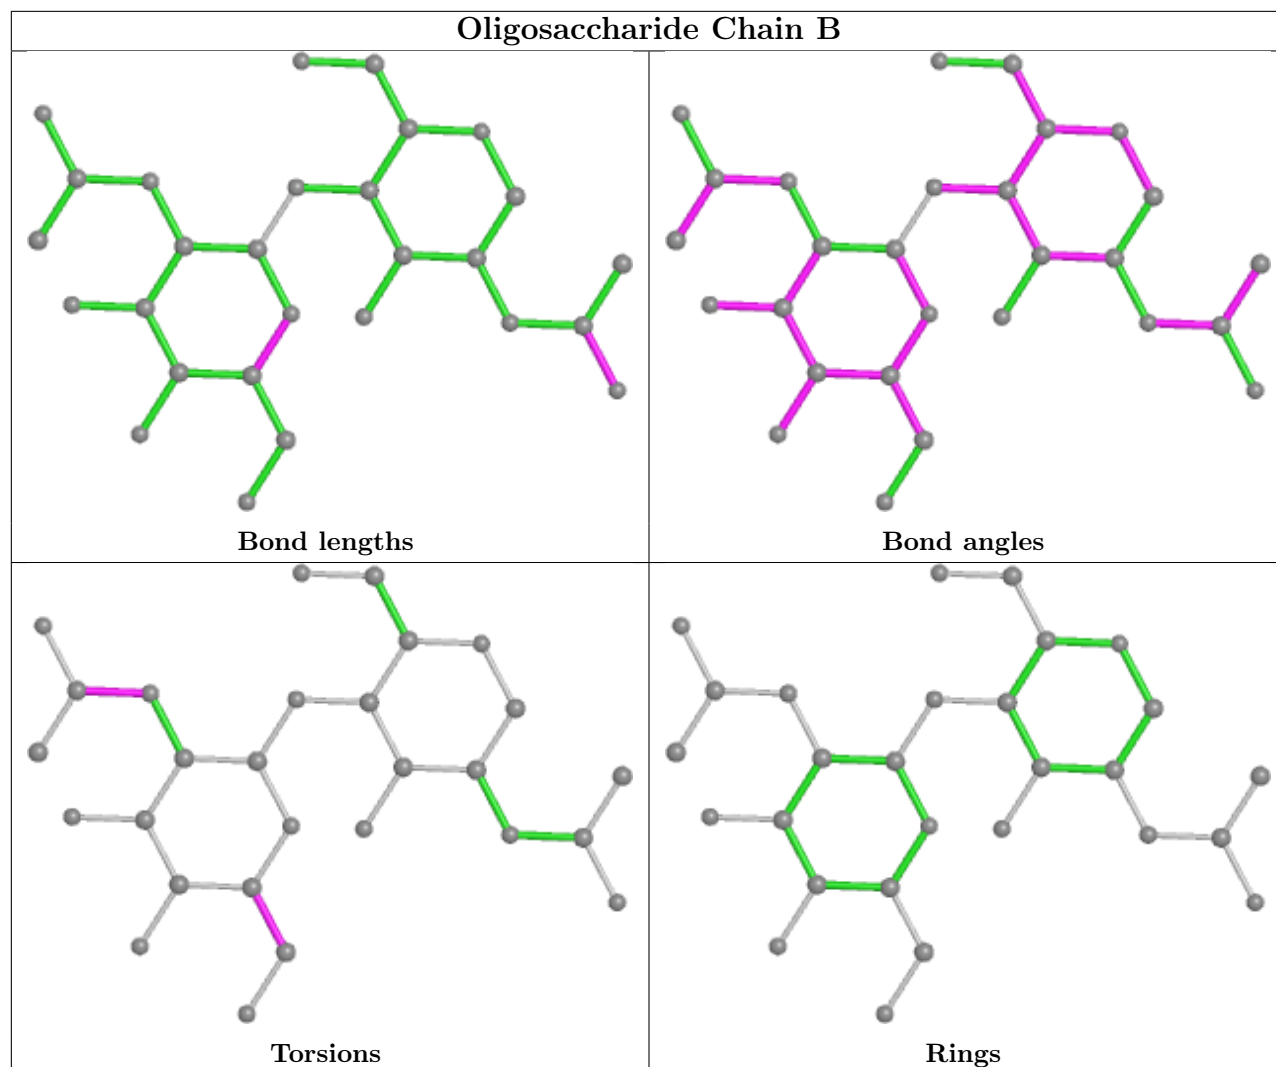 Oligosaccharide Chain B
Bond lengths
Bond angles
Torsions
Rings